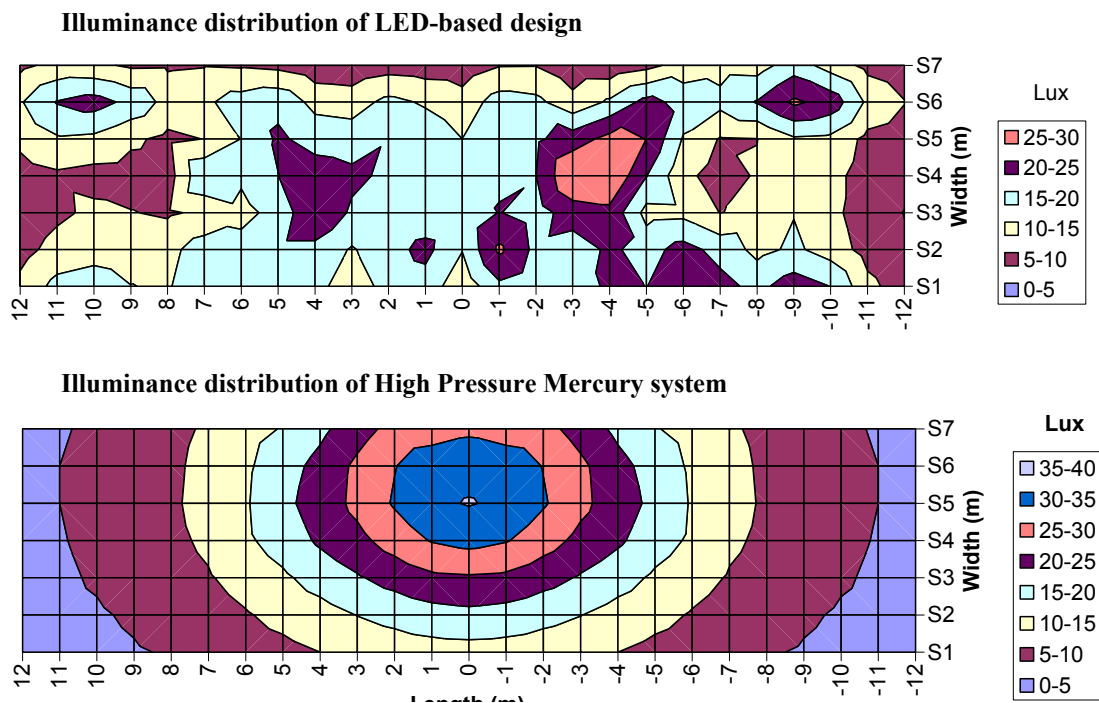 Illuminance distribution of LED-based design
S7
S6
S5
S4
S3
S2
S1
Width (m)
12 11 10 9 8 7 6 5 4 3 2 1 0 -1 -2 -3 -4 -5 -6 -7 -8 -9 -10 -11 -12
Lux
25-30
20-25
15-20
10-15
5-10
0-5
Illuminance distribution of High Pressure Mercury system
S7
S6
S5
S4
S3
S2
S1
Width (m)
12 11 10 9 8 7 6 5 4 3 2 1 0 -1 -2 -3 -4 -5 -6 -7 -8 -9 -10 -11 -12
Length (m)
Lux
35-40
30-35
25-30
20-25
15-20
10-15
5-10
0-5